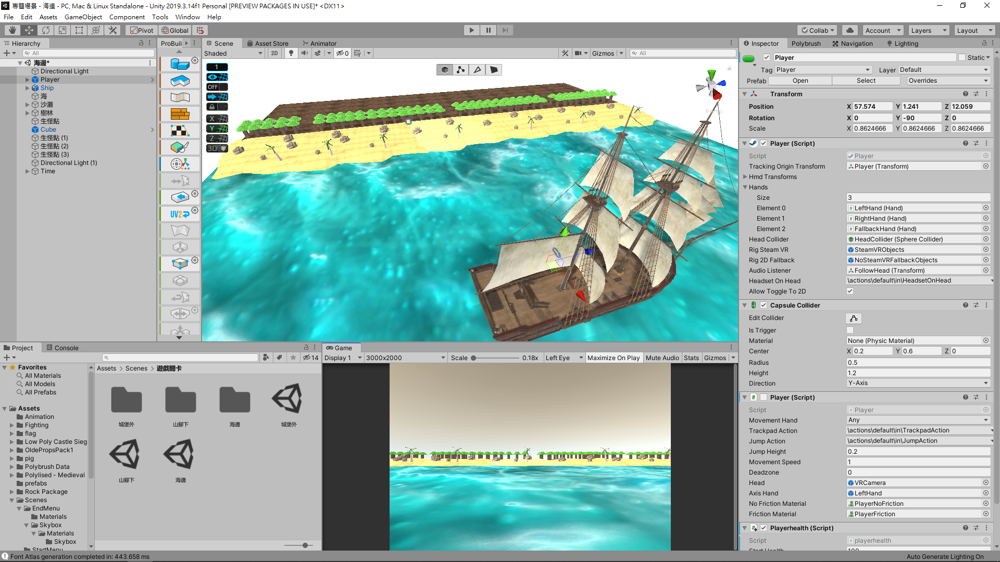 專題場景 - 海邊 - PC, Mac & Linux Standalone - Unity 2019.3.14f1 Personal [PREVIEW PACKAGES IN USE]* <DX11>
File Edit Assets GameObject Component Tools Window Help
Pivot Global Collab Account Layers Layout
Hierarchy
All
海邊*
Directional Light
Player
Ship
海
沙灘
樹林
生怪點
Cube
生怪點 (1)
生怪點 (2)
生怪點 (3)
Directional Light (1)
Time
ProBuil
UV2
Scene Asset Store Animator
Shaded 2D 0 Gizmos All
1
OFF
X
Y
Z
3D
Persp
Inspector Polybrush Navigation Lighting
Player Static
Tag Player Layer Default
Prefab Open Select Overrides
Transform
Position X 57.574 Y 1.241 Z 12.059
Rotation X 0 Y -90 Z 0
Scale X 0.8624666 Y 0.8624666 Z 0.8624666
Player (Script)
Script Player
Tracking Origin Transform Player (Transform)
Hmd Transforms
Hands
Size 3
Element 0 LeftHand (Hand)
Element 1 RightHand (Hand)
Element 2 FallbackHand (Hand)
Head Collider HeadCollider (Sphere Collider)
Rig Steam VR SteamVRObjects
Rig 2D Fallback NoSteamVRFallbackObjects
Audio Listener FollowHead (Transform)
Headset On Head \actions\default\in\HeadsetOnHead
Allow Toggle To 2D
Capsule Collider
Edit Collider
Is Trigger
Material None (Physic Material)
Center X 0.2 Y 0.6 Z 0
Radius 0.5
Height 1.2
Direction Y-Axis
Player (Script)
Script Player
Movement Hand Any
Trackpad Action \actions\default\in\TrackpadAction
Jump Action \actions\default\in\JumpAction
Jump Height 0.2
Movement Speed 1
Deadzone 0
Head VRCamera
Axis Hand LeftHand
No Friction Material PlayerNoFriction
Friction Material PlayerFriction
Playerhealth (Script)
Script playerhealth
Start Health 100
Project Console
14
Favorites
All Materials
All Models
All Prefabs
Assets
Animation
Fighting
flag
Low Poly Castle Sieg
OldePropsPack1
pig
Polybrush Data
Polylised - Medieval
prefabs
Rock Package
Scenes
EndMenu
Materials
Skybox
Materials
Skybox
StartMenu
Assets > Scenes > 遊戲關卡
城堡外 山腳下 海邊 城堡外
山腳下 海邊
Game
Display 1 3000x2000 Scale 0.18x Left Eye Maximize On Play Mute Audio Stats Gizmos
Font Atlas generation completed in: 443.658 ms
Auto Generate Lighting On